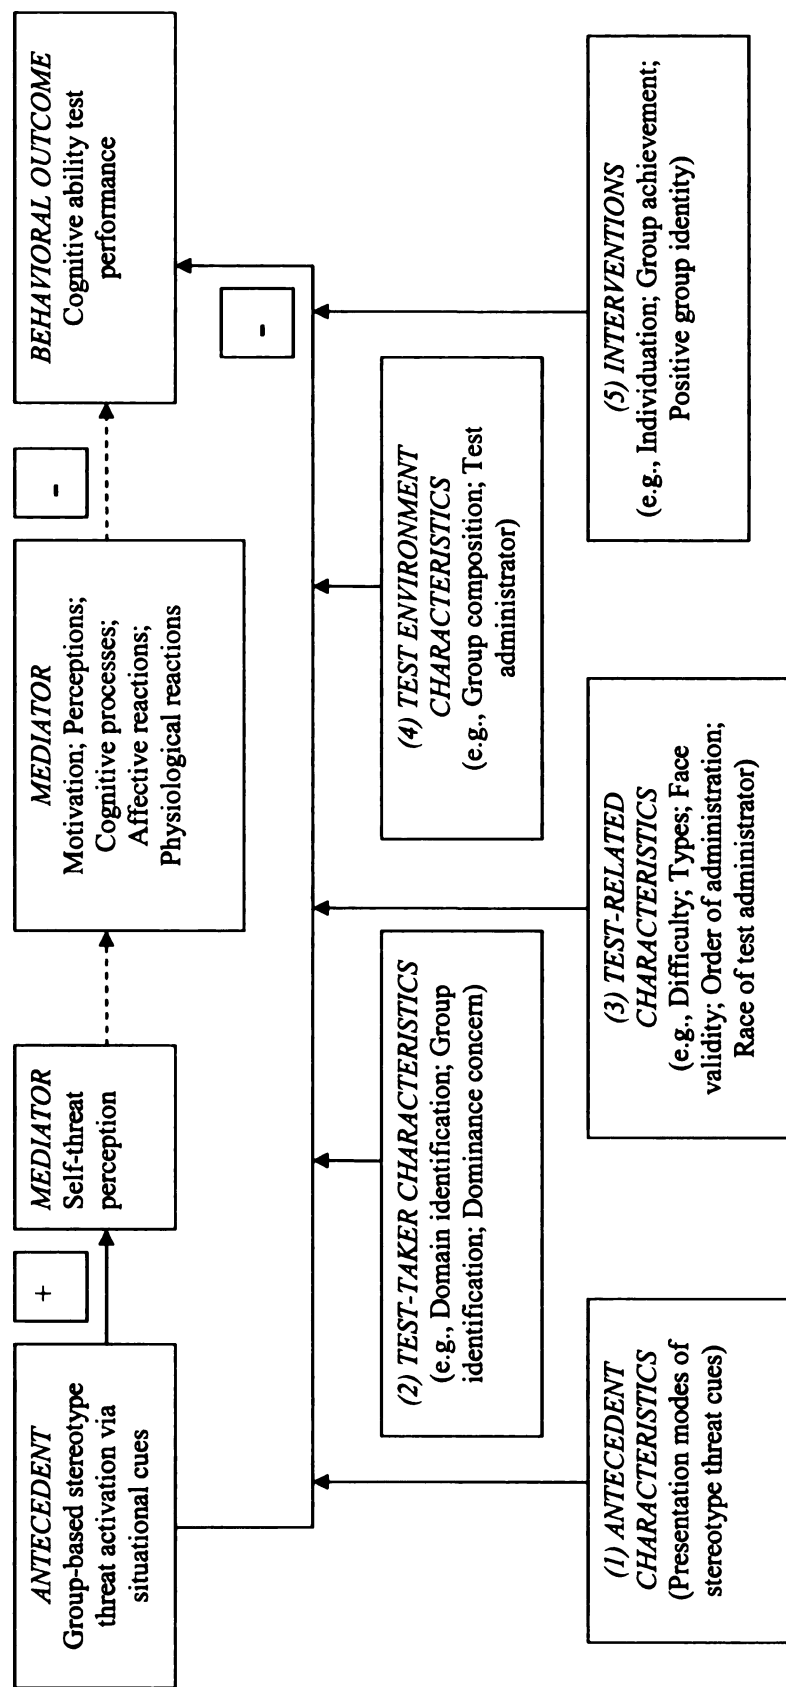 ANTECEDENT
Group-based stereotype
threat activation via
situational cues
+
MEDIATOR
Self-threat
perception
MEDIATOR
Motivation; Perceptions;
Cognitive processes;
Affective reactions;
Physiological reactions
-
BEHAVIORAL OUTCOME
Cognitive ability test
performance
-
(1) ANTECEDENT
CHARACTERISTICS
(Presentation modes of
stereotype threat cues)
(2) TEST-TAKER CHARACTERISTICS
(e.g., Domain identification; Group
identification; Dominance concern)
(3) TEST-RELATED
CHARACTERISTICS
(e.g., Difficulty; Types; Face
validity; Order of administration;
Race of test administrator)
(4) TEST ENVIRONMENT
CHARACTERISTICS
(e.g., Group composition; Test
administrator)
(5) INTERVENTIONS
(e.g., Individuation; Group achievement;
Positive group identity)